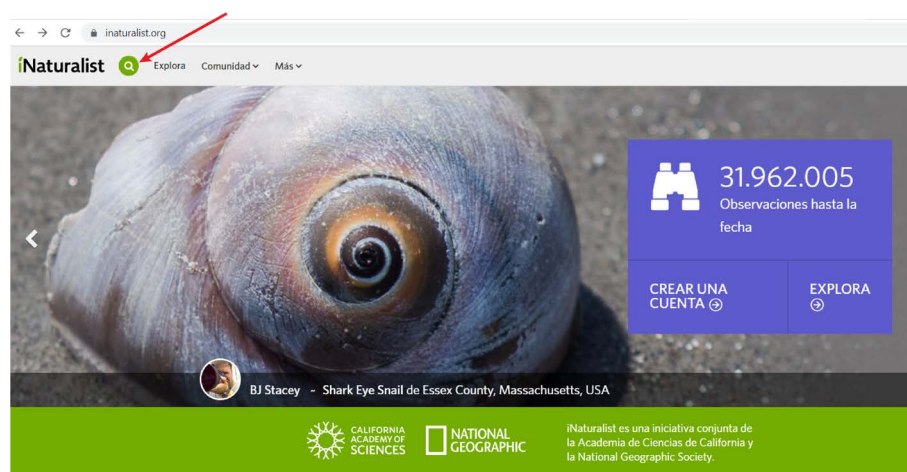 inaturalist.org
iNaturalist Explora Comunidad Más
31.962.005
Observaciones hasta la
fecha
CREAR UNA
CUENTA
EXPLORA
BJ Stacey - Shark Eye Snail de Essex County, Massachusetts, USA
CALIFORNIA
ACADEMY OF
SCIENCES
NATIONAL
GEOGRAPHIC
iNaturalist es una iniciativa conjunta de
la Academia de Ciencias de California y
la National Geographic Society.